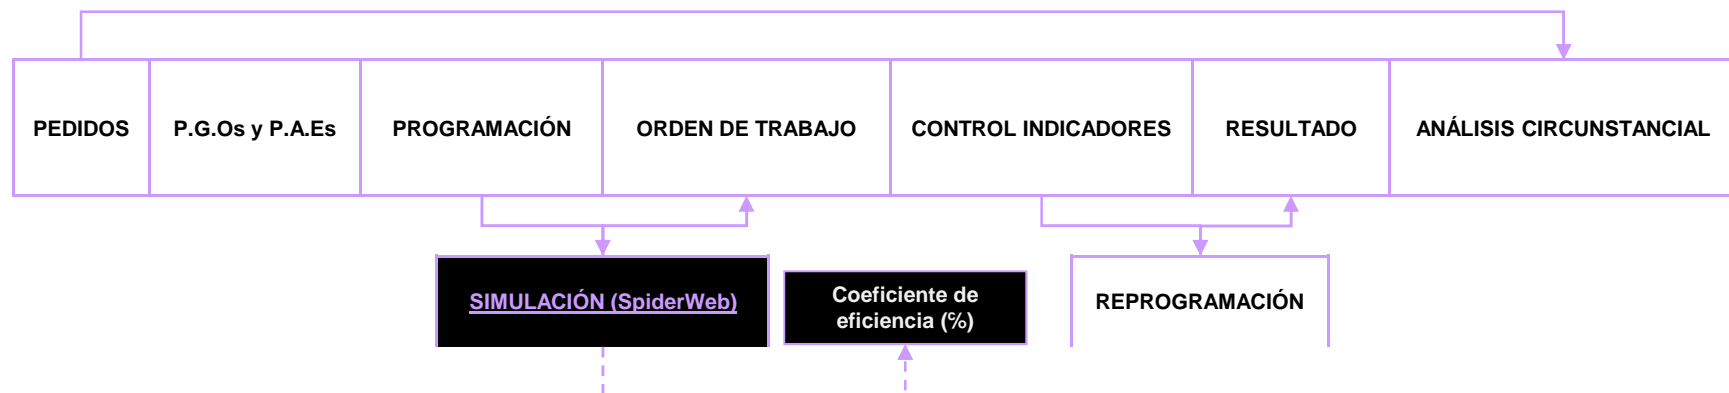 PEDIDOS
P.G.Os y P.A.Es
PROGRAMACIÓN
ORDEN DE TRABAJO
CONTROL INDICADORES
RESULTADO
ANÁLISIS CIRCUNSTANCIAL
SIMULACIÓN (SpiderWeb)
Coeficiente de
eficiencia (℅)
REPROGRAMACIÓN